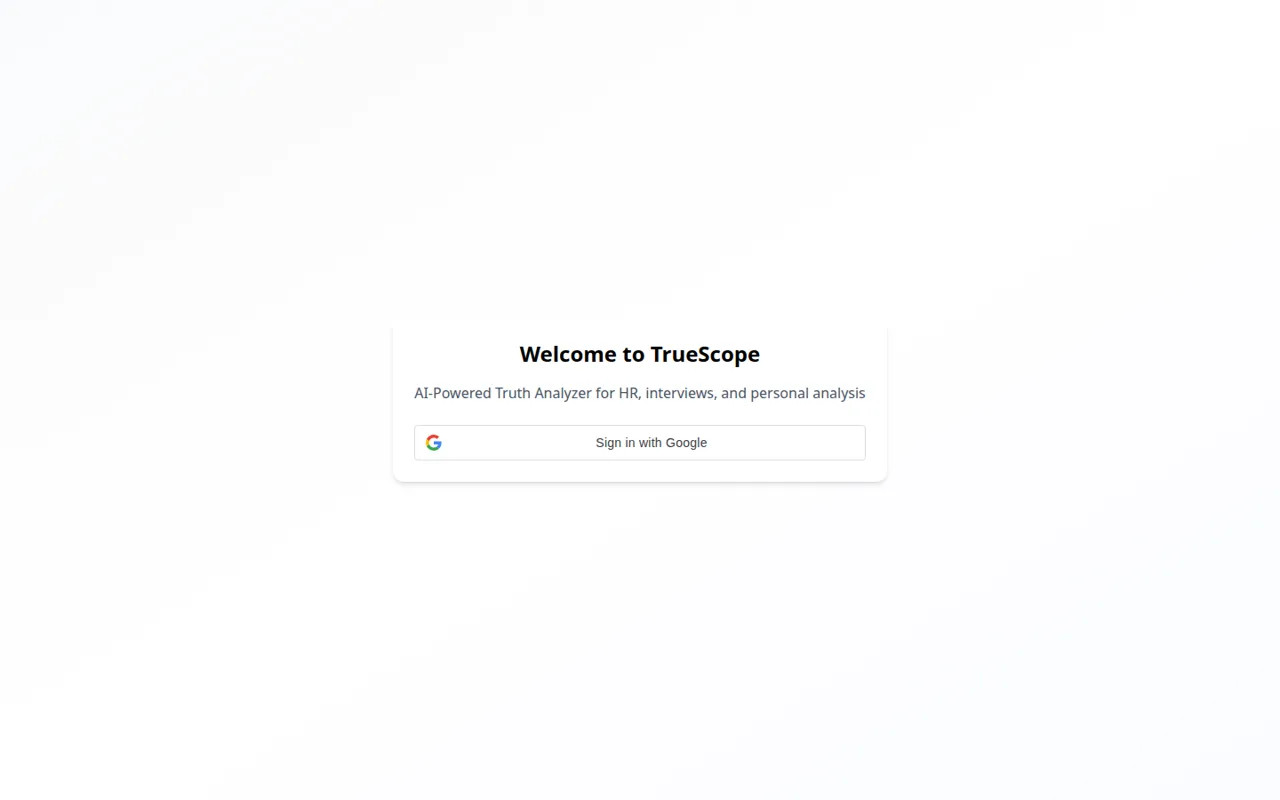 Welcome to TrueScope
AI-Powered Truth Analyzer for HR, interviews, and personal analysis
Sign in with Google